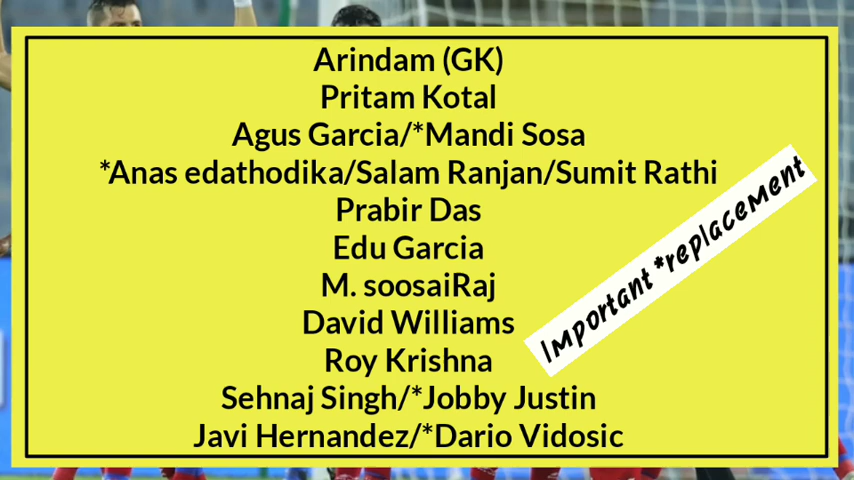 Arindam (GK)
Pritam Kotal
Agus Garcia/*Mandi Sosa
*Anas edathodika/Salam Ranjan/Sumit Rathi
Prabir Das
Edu Garcia
M. soosaiRaj
David Williams
Roy Krishna
Sehnaj Singh/*Jobby Justin
Javi Hernandez/*Dario Vidosic
Important *replacement